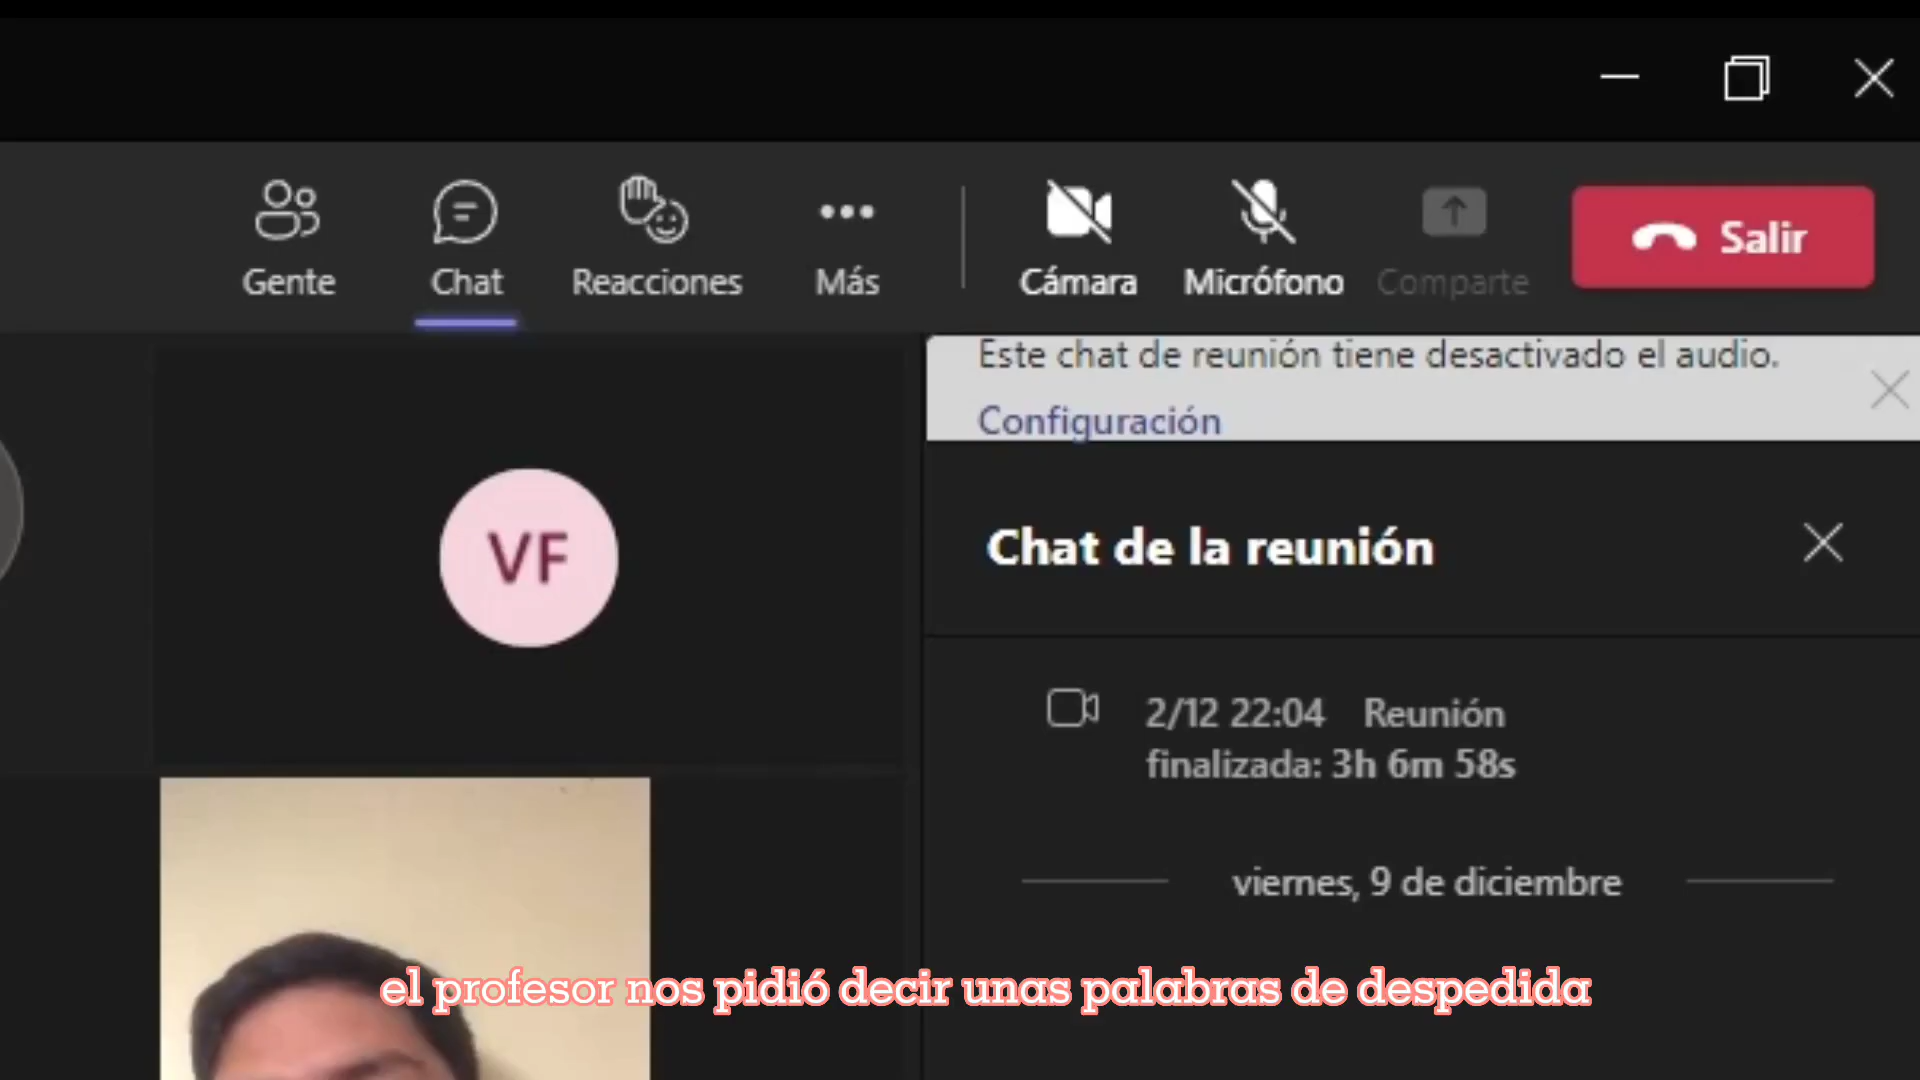 Gente
Chat
Reacciones
Más
Cámara
Micrófono
Comparte
Salir
Este chat de reunión tiene desactivado el audio.
Configuración
VF
Chat de la reunión
2/12 22:04 Reunión
finalizada: 3h 6m 58s
viernes, 9 de diciembre
el profesor nos pidió decir unas palabras de despedida